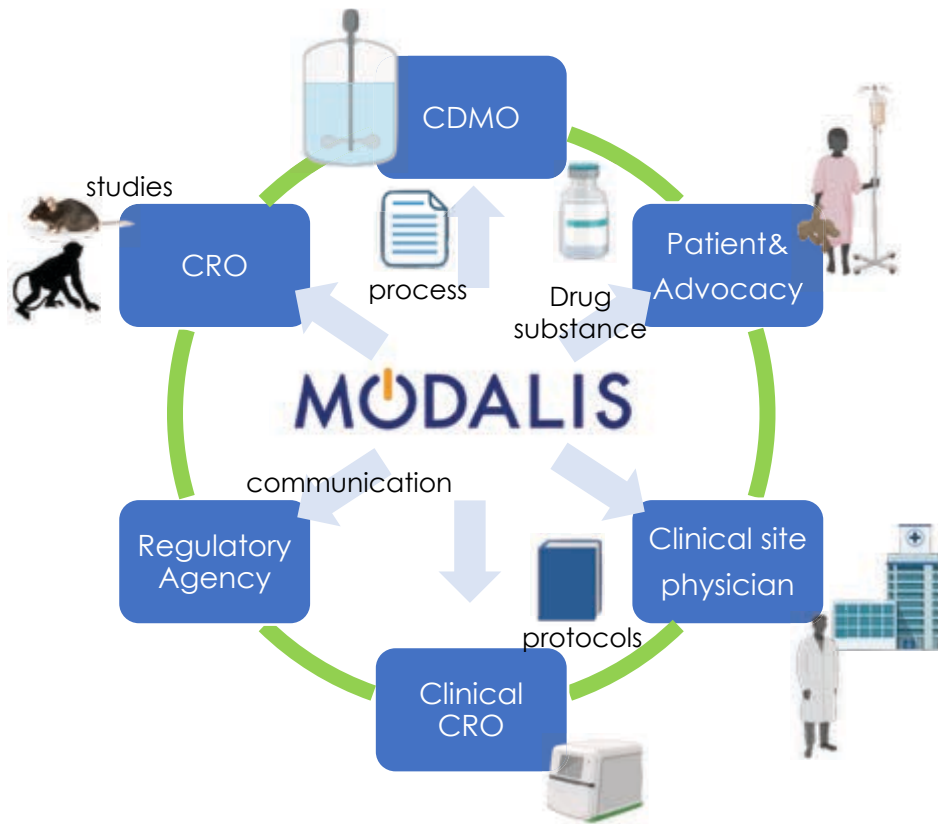 CDMO
studies
CRO
Patient&
Advocacy
process
Drug
substance
MODALIS
communication
Regulatory
Agency
Clinical site
physician
protocols
Clinical
CRO